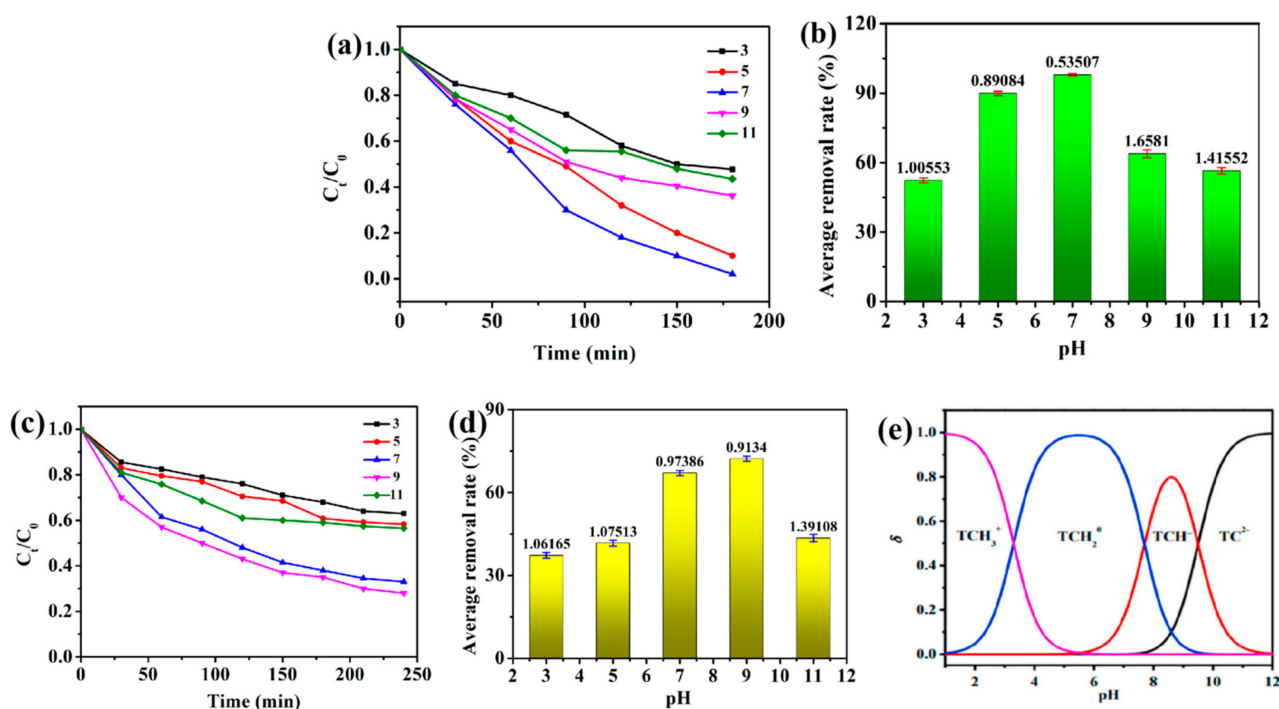 (a)
3
5
7
9
11
1.0
0.8
0.6
0.4
0.2
0.0
C_t/C_0
0 50 100 150 200
Time (min)
(b)
120
90
60
30
0
Average removal rate (%)
1.00553
0.89084
0.53507
1.6581
1.41552
2 3 4 5 6 7 8 9 10 11 12
pH
(c)
3
5
7
9
11
1.0
0.8
0.6
0.4
0.2
0.0
C_t/C_0
0 50 100 150 200 250
Time (min)
(d)
90
60
30
0
Average removal rate (%)
1.06165
1.07513
0.97386
0.9134
1.39108
2 3 4 5 6 7 8 9 10 11 12
pH
(e)
1.0
0.8
0.6
0.4
0.2
0.0
δ
TCH₃⁺
TCH₂⁰
TCH⁻
TC²⁻
2 4 6 8 10 12
pH